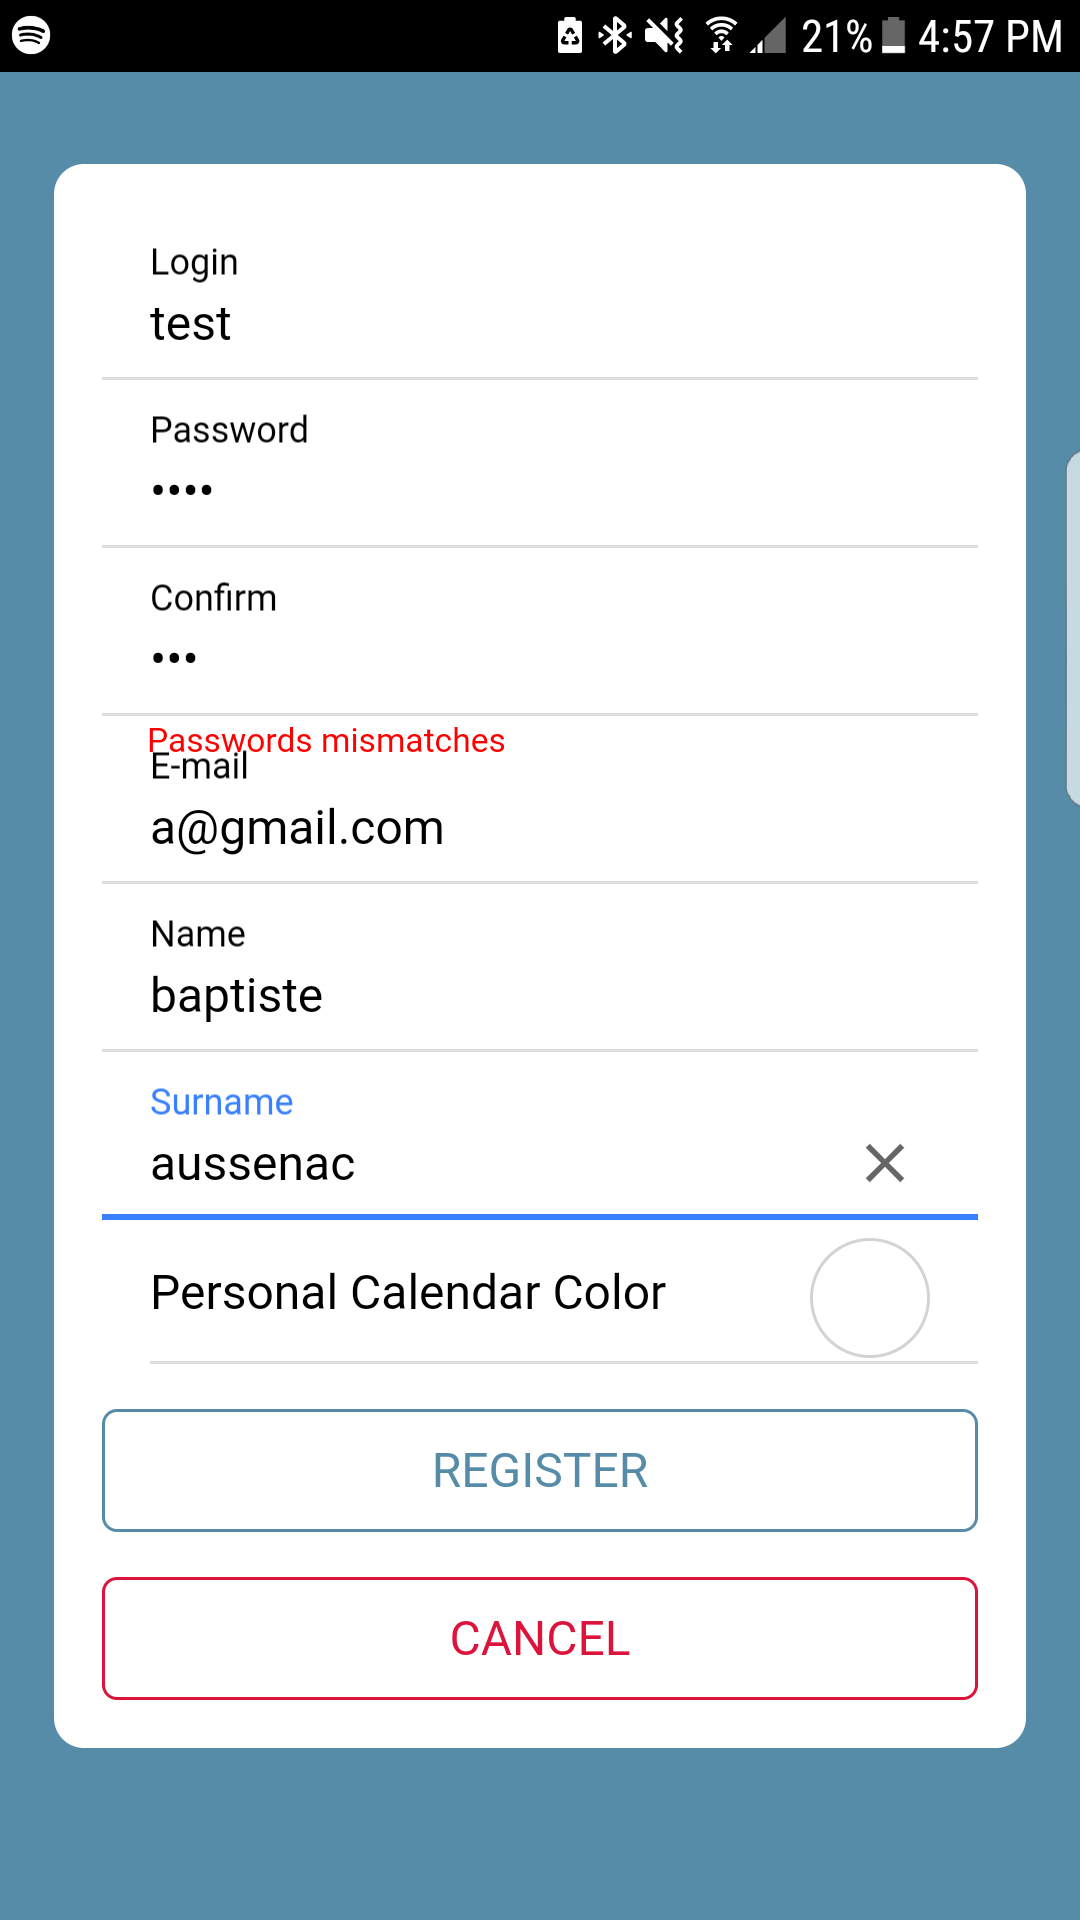 21% 4:57 PM
Login
test
Password
••••
Confirm
•••
Passwords mismatches
E-mail
a@gmail.com
Name
baptiste
Surname
aussenac
Personal Calendar Color
REGISTER
CANCEL